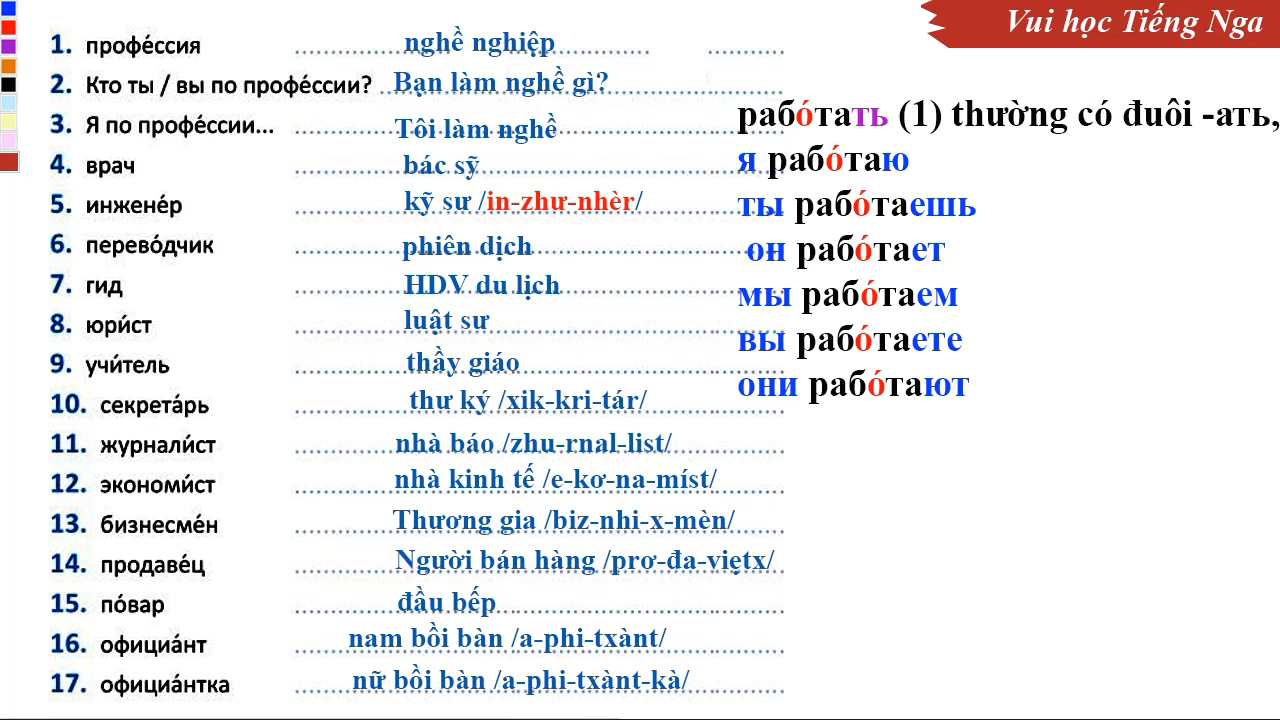 Vui học Tiếng Nga
1. профе́ссия nghề nghiệp
2. Кто ты / вы по профе́ссии? Bạn làm nghề gì?
3. Я по профе́ссии... Tôi làm nghề
4. врач bác sỹ
5. инжене́р kỹ sư /in-zhư-nhèr/
6. перево́дчик phiên dịch
7. гид HDV du lịch
8. юри́ст luật sư
9. учи́тель thầy giáo
10. секрета́рь thư ký /xik-kri-tár/
11. журнали́ст nhà báo /zhu-rnal-list/
12. экономи́ст nhà kinh tế /e-kơ-na-míst/
13. бизнесме́н Thương gia /biz-nhi-x-mèn/
14. продаве́ц Người bán hàng /prơ-đa-vịetx/
15. по́вар đầu bếp
16. официа́нт nam bồi bàn /a-phi-txànt/
17. официа́нтка nữ bồi bàn /a-phi-txànt-kà/
рабо́тать (1) thường có đuôi -ать,
я рабо́таю
ты рабо́таешь
он рабо́тает
мы рабо́таем
вы рабо́таете
они рабо́тают